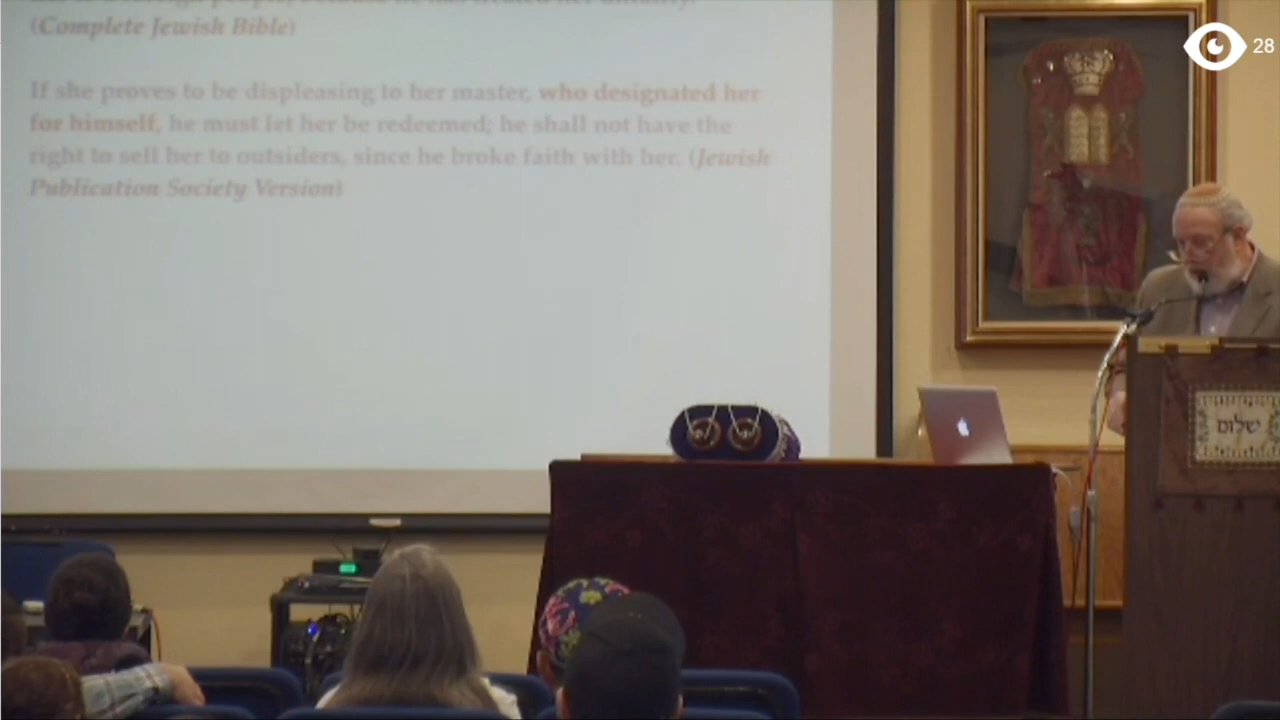 (Complete Jewish Bible)
If she proves to be displeasing to her master, who designated her
for himself, he must let her be redeemed; he shall not have the
right to sell her to outsiders, since he broke faith with her. (Jewish
Publication Society Version)
28
שלום